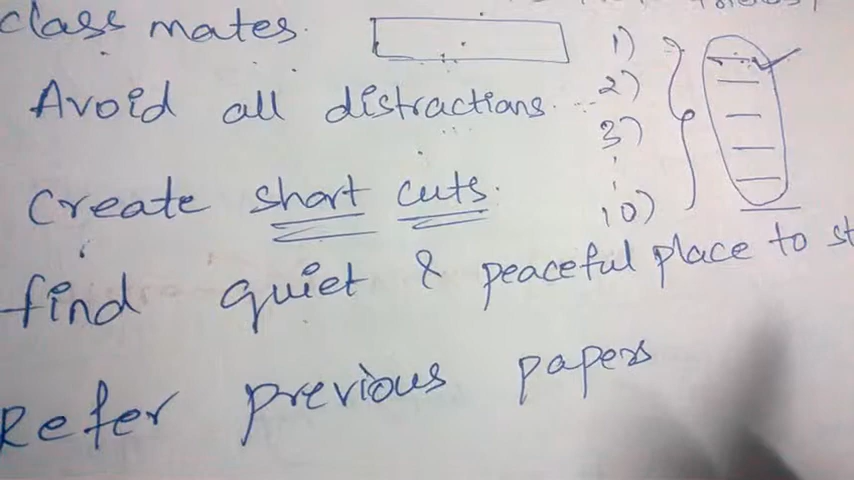 class mates.
1)
Avoid all distractions.
2)
3)
Create short cuts.
10)
find quiet & peaceful place to st
Refer previous papers